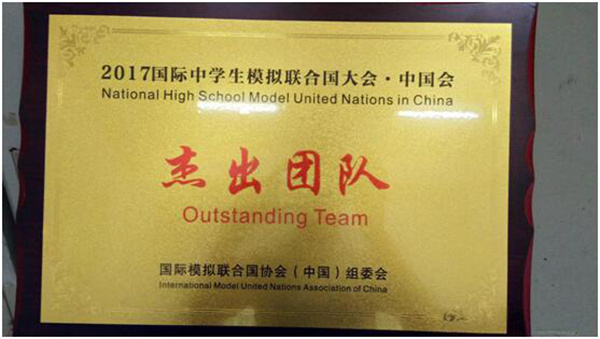 2017国际中学生模拟联合国大会·中国会
National High School Model United Nations in China
杰出团队
Outstanding Team
国际模拟联合国协会（中国）组委会
International Model United Nations Association of China